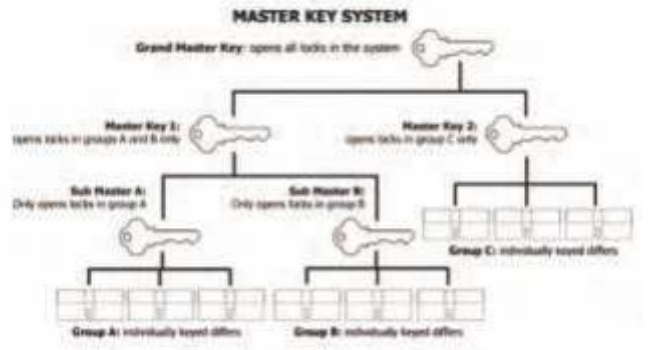 MASTER KEY SYSTEM
Grand Master Key: opens all locks in the system
Master Key 1:
opens locks in groups A and B only
Master Key 2:
opens locks in group C only
Sub Master A:
Only opens locks in group A
Sub Master B:
Only opens locks in group B
Group C: individually keyed differs
Group A: individually keyed differs
Group B: individually keyed differs